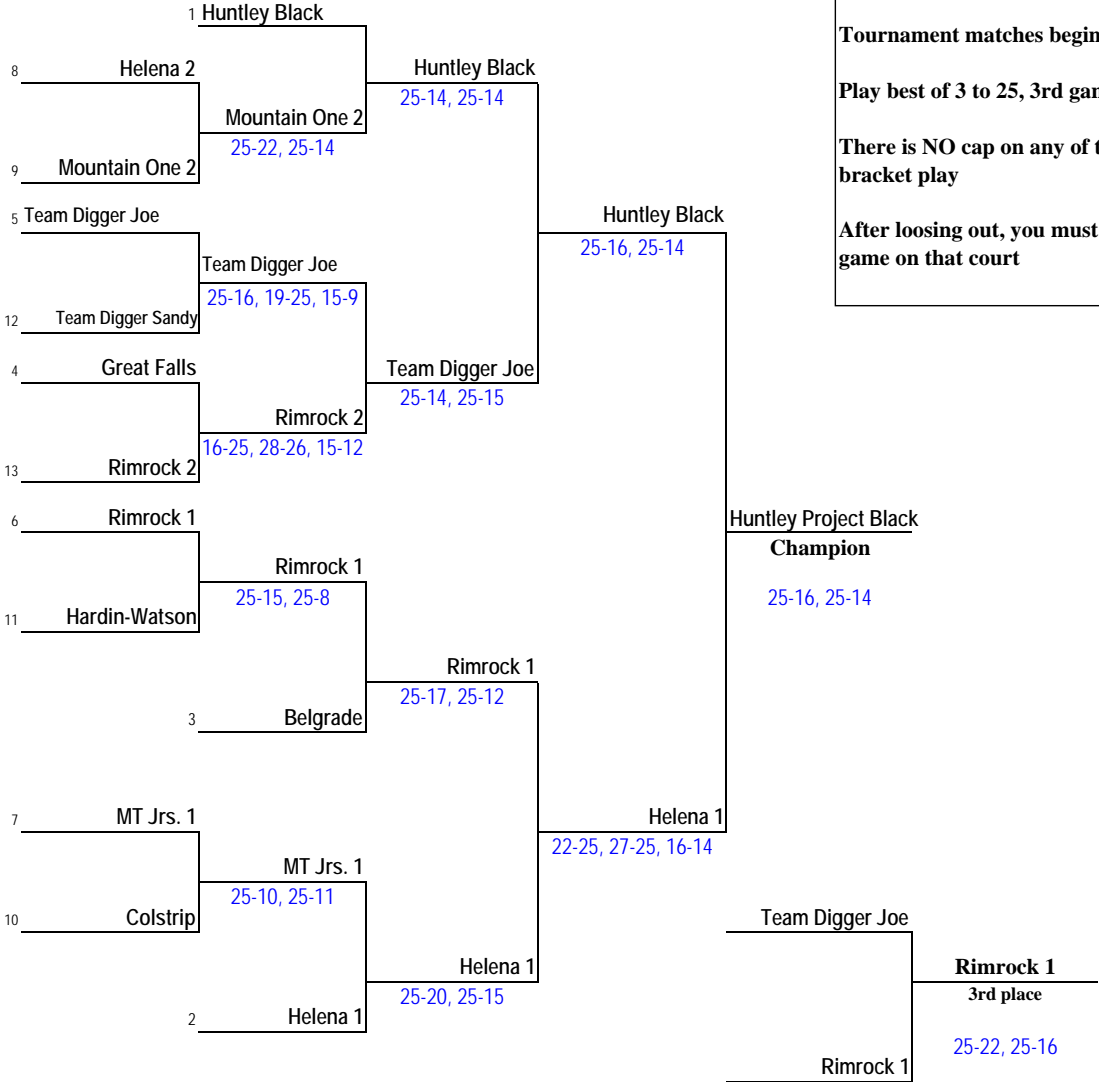 1 Huntley Black
Tournament matches begin
8 Helena 2
Huntley Black
25-14, 25-14
Play best of 3 to 25, 3rd
Mountain One 2
25-22, 25-14
There is NO cap on any of
bracket play
9 Mountain One 2
5 Team Digger Joe
Huntley Black
25-16, 25-14
After loosing out, you must
game on that court
Team Digger Joe
25-16, 19-25, 15-9
12 Team Digger Sandy
4 Great Falls
Team Digger Joe
25-14, 25-15
Rimrock 2
16-25, 28-26, 15-12
13 Rimrock 2
6 Rimrock 1
Huntley Project Black
Champion
25-16, 25-14
Rimrock 1
25-15, 25-8
11 Hardin-Watson
Rimrock 1
25-17, 25-12
3 Belgrade
7 MT Jrs. 1
Helena 1
22-25, 27-25, 16-14
MT Jrs. 1
25-10, 25-11
10 Colstrip
Team Digger Joe
Helena 1
25-20, 25-15
Rimrock 1
3rd place
25-22, 25-16
2 Helena 1
Rimrock 1